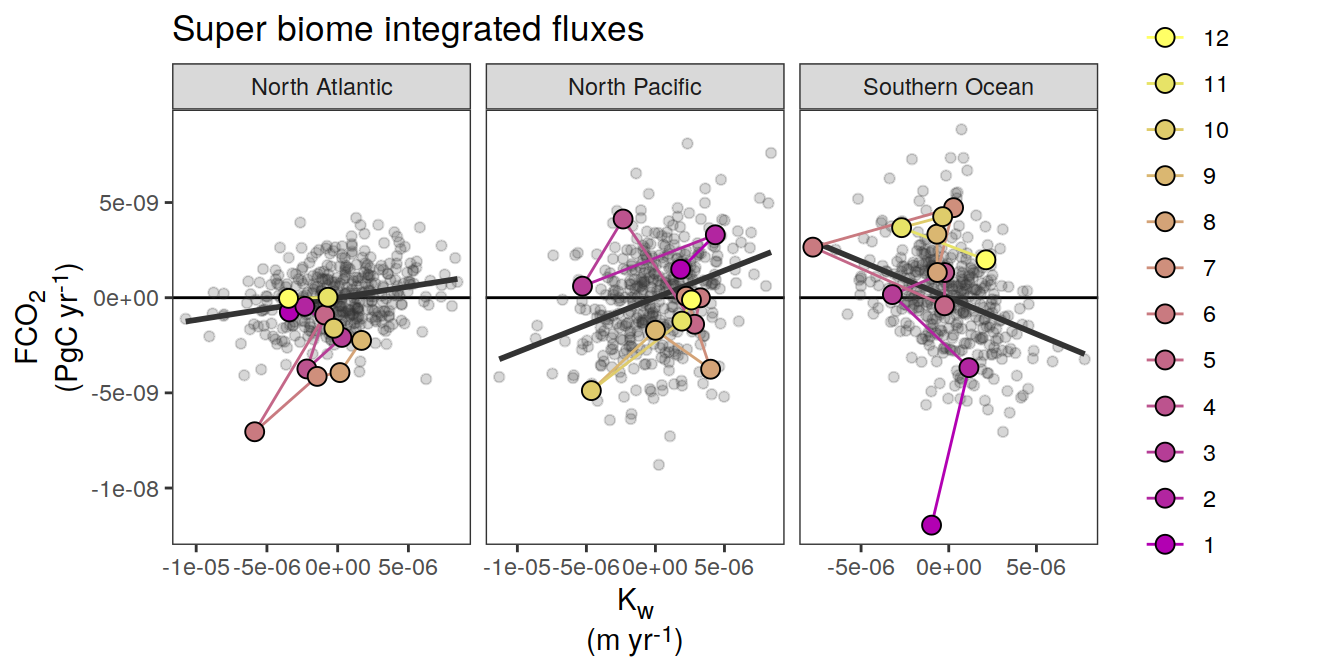 Super biome integrated fluxes
North Atlantic North Pacific Southern Ocean
FCO₂
(PgC yr⁻¹)
5e-09
0e+00
-5e-09
-1e-08
-1e-05 -5e-06 0e+00 5e-06 -1e-05 -5e-06 0e+00 5e-06 -5e-06 0e+00 5e-06
K_w
(m yr⁻¹)
12
11
10
9
8
7
6
5
4
3
2
1